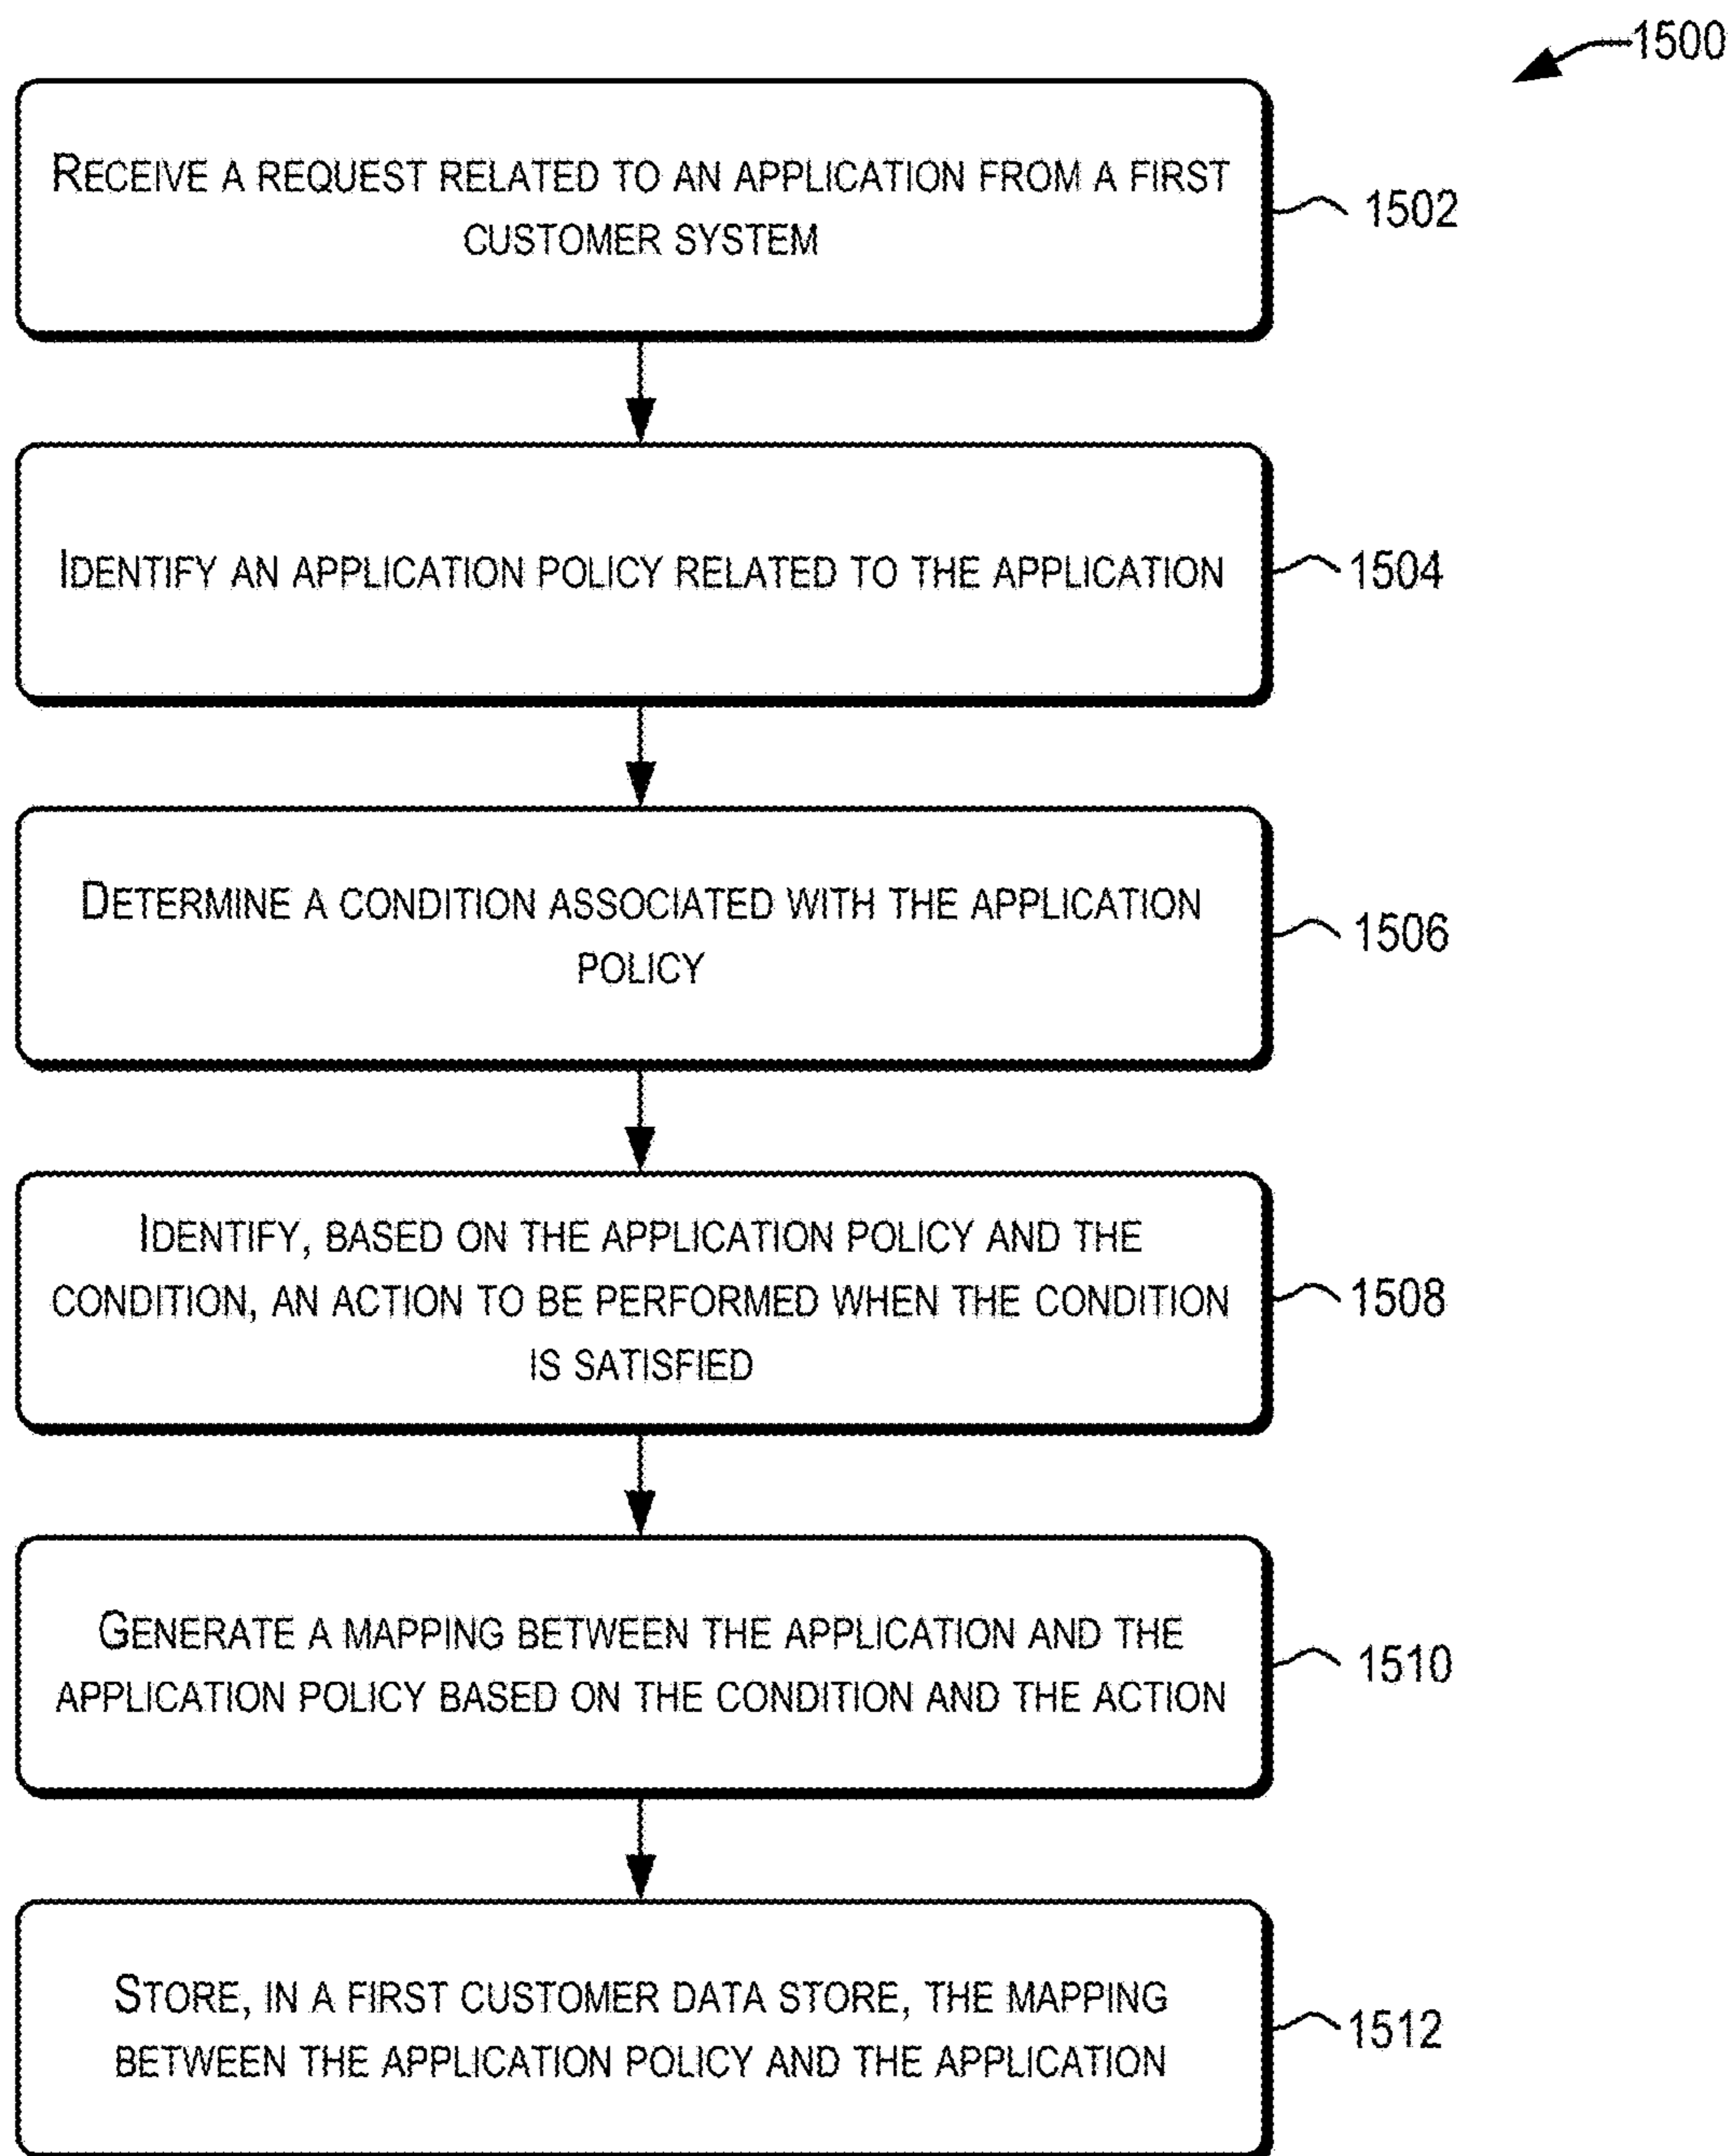 1500
RECEIVE A REQUEST RELATED TO AN APPLICATION FROM A FIRST
CUSTOMER SYSTEM
1502
IDENTIFY AN APPLICATION POLICY RELATED TO THE APPLICATION
1504
DETERMINE A CONDITION ASSOCIATED WITH THE APPLICATION
POLICY
1506
IDENTIFY, BASED ON THE APPLICATION POLICY AND THE
CONDITION, AN ACTION TO BE PERFORMED WHEN THE CONDITION
IS SATISFIED
1508
GENERATE A MAPPING BETWEEN THE APPLICATION AND THE
APPLICATION POLICY BASED ON THE CONDITION AND THE ACTION
1510
STORE, IN A FIRST CUSTOMER DATA STORE, THE MAPPING
BETWEEN THE APPLICATION POLICY AND THE APPLICATION
1512